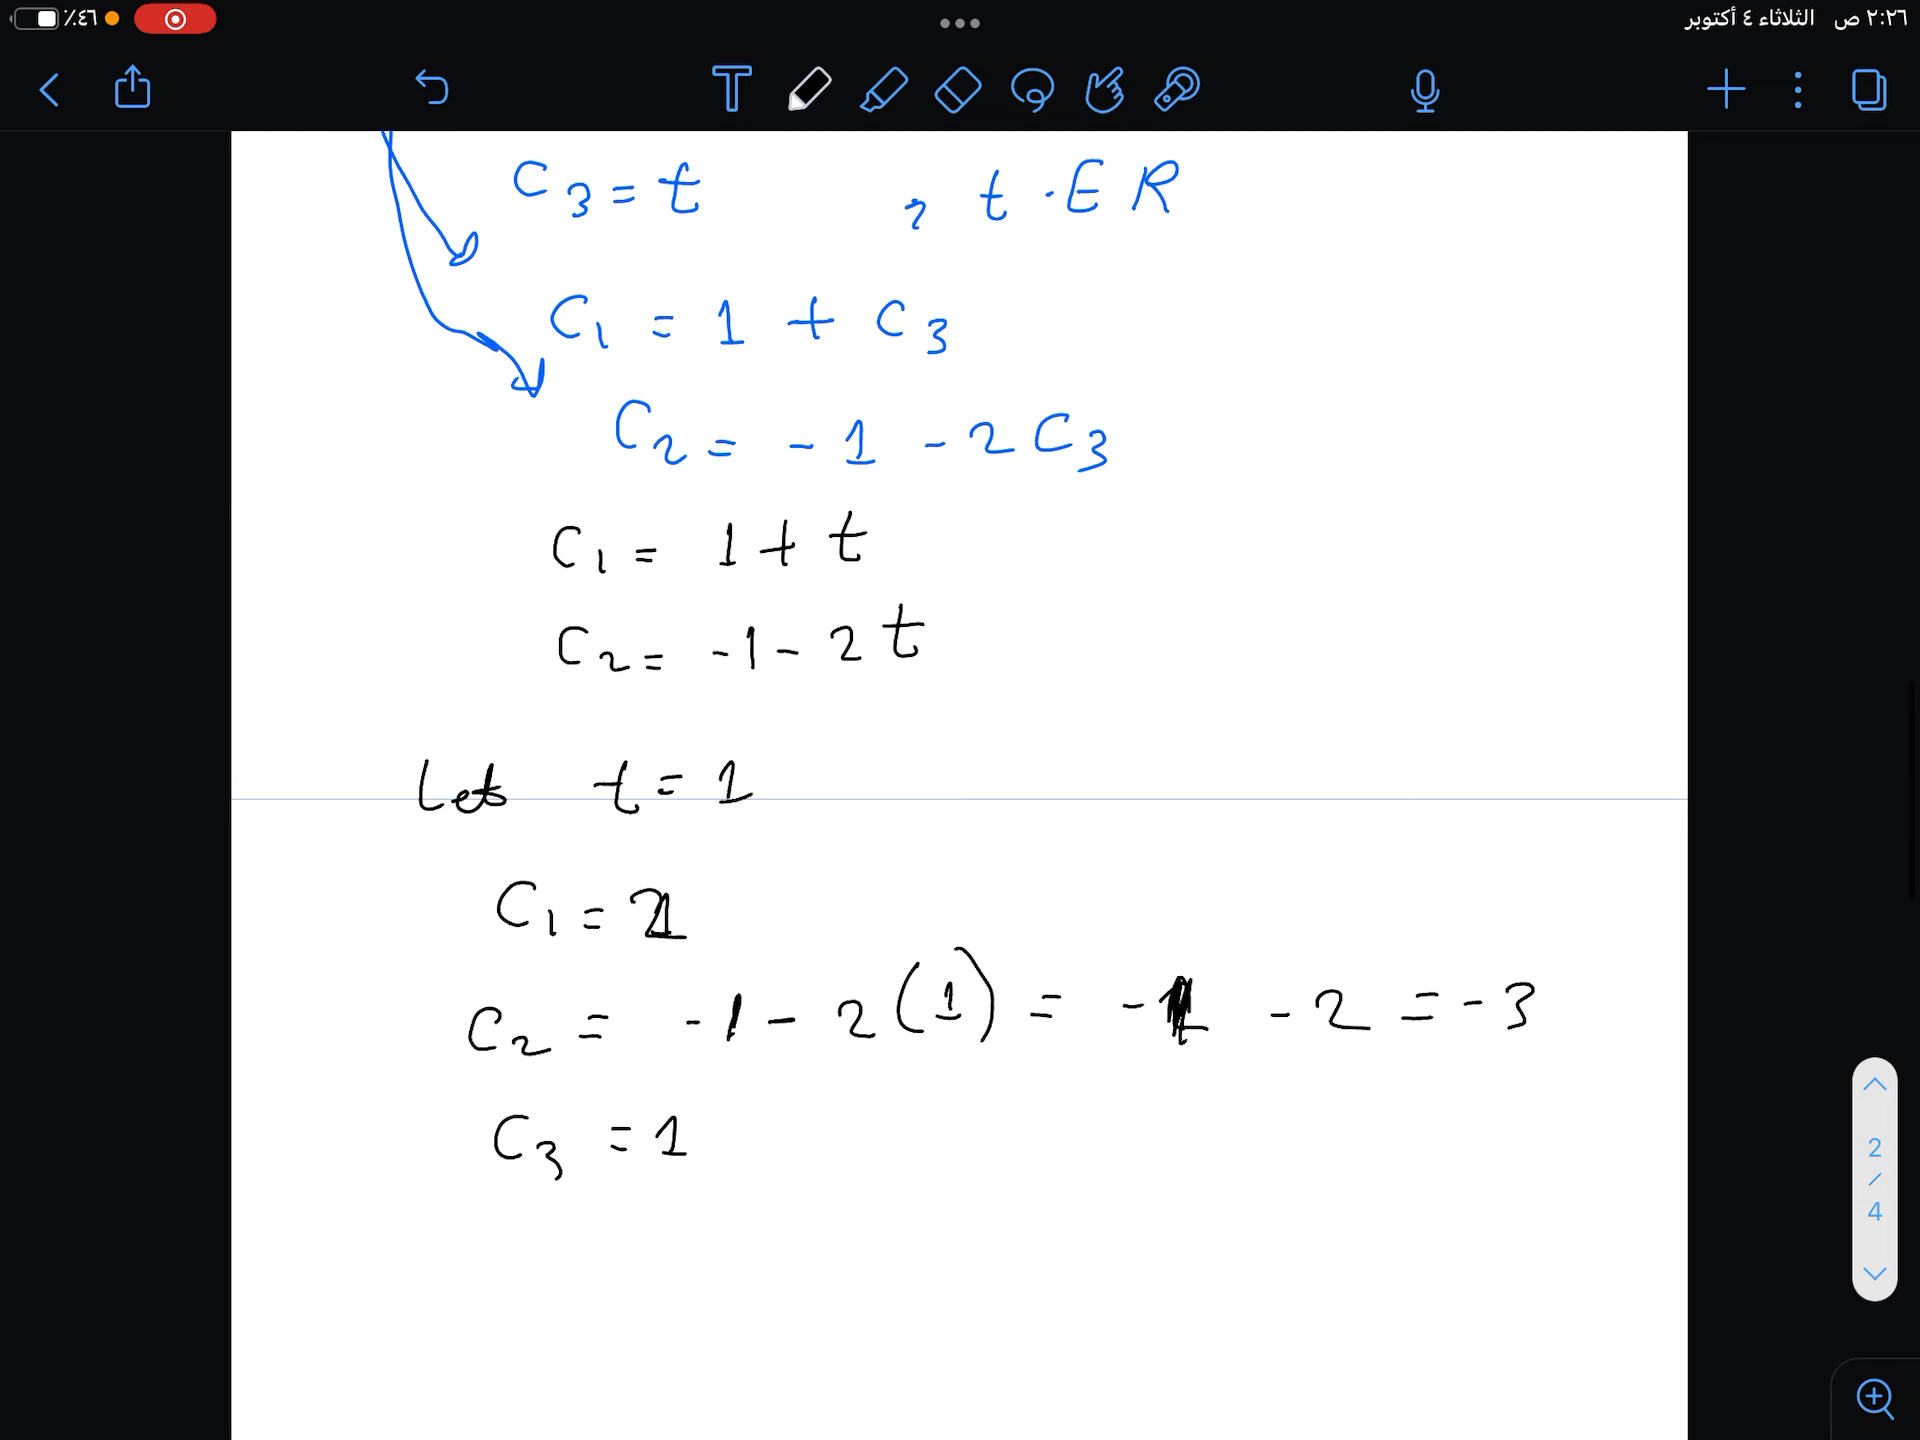 ٪٤٦
٢:٢٦ ص الثلاثاء ٤ أكتوبر
T
C3 = t , t ∈ R
C1 = 1 + C3
C2 = -1 - 2C3
C1 = 1 + t
C2 = -1 - 2t
Let t = 1
C1 = 2
C2 = -1 - 2(1) = -1 - 2 = -3
C3 = 1
2
/
4